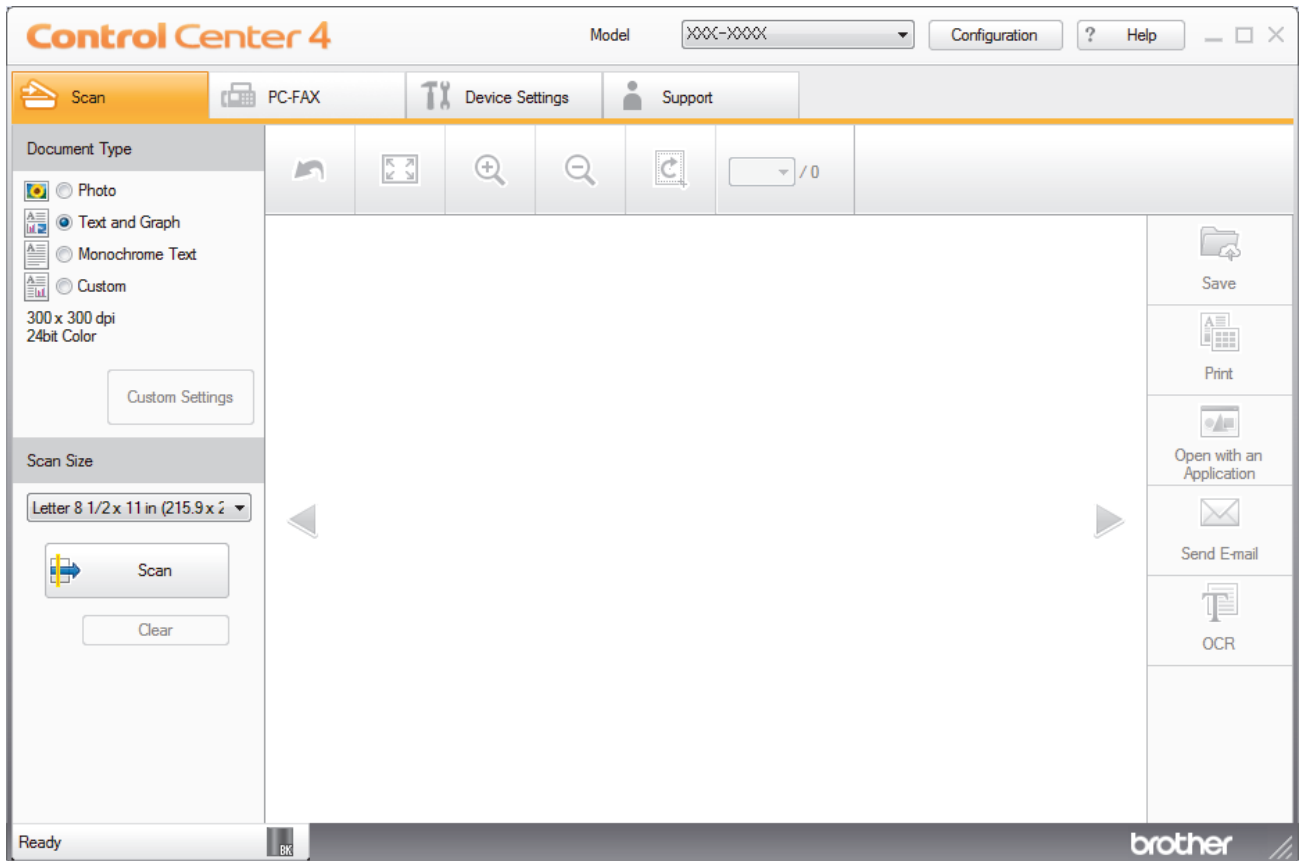 Control Center 4
Model
XXX-XXXX
Configuration
? Help
Scan
PC-FAX
Device Settings
Support
Document Type
Photo
Text and Graph
Monochrome Text
Custom
300 x 300 dpi
24bit Color
Custom Settings
Scan Size
Letter 8 1/2 x 11 in (215.9 x 2
Scan
Clear
/ 0
Save
Print
Open with an
Application
Send E-mail
OCR
Ready
BK
brother